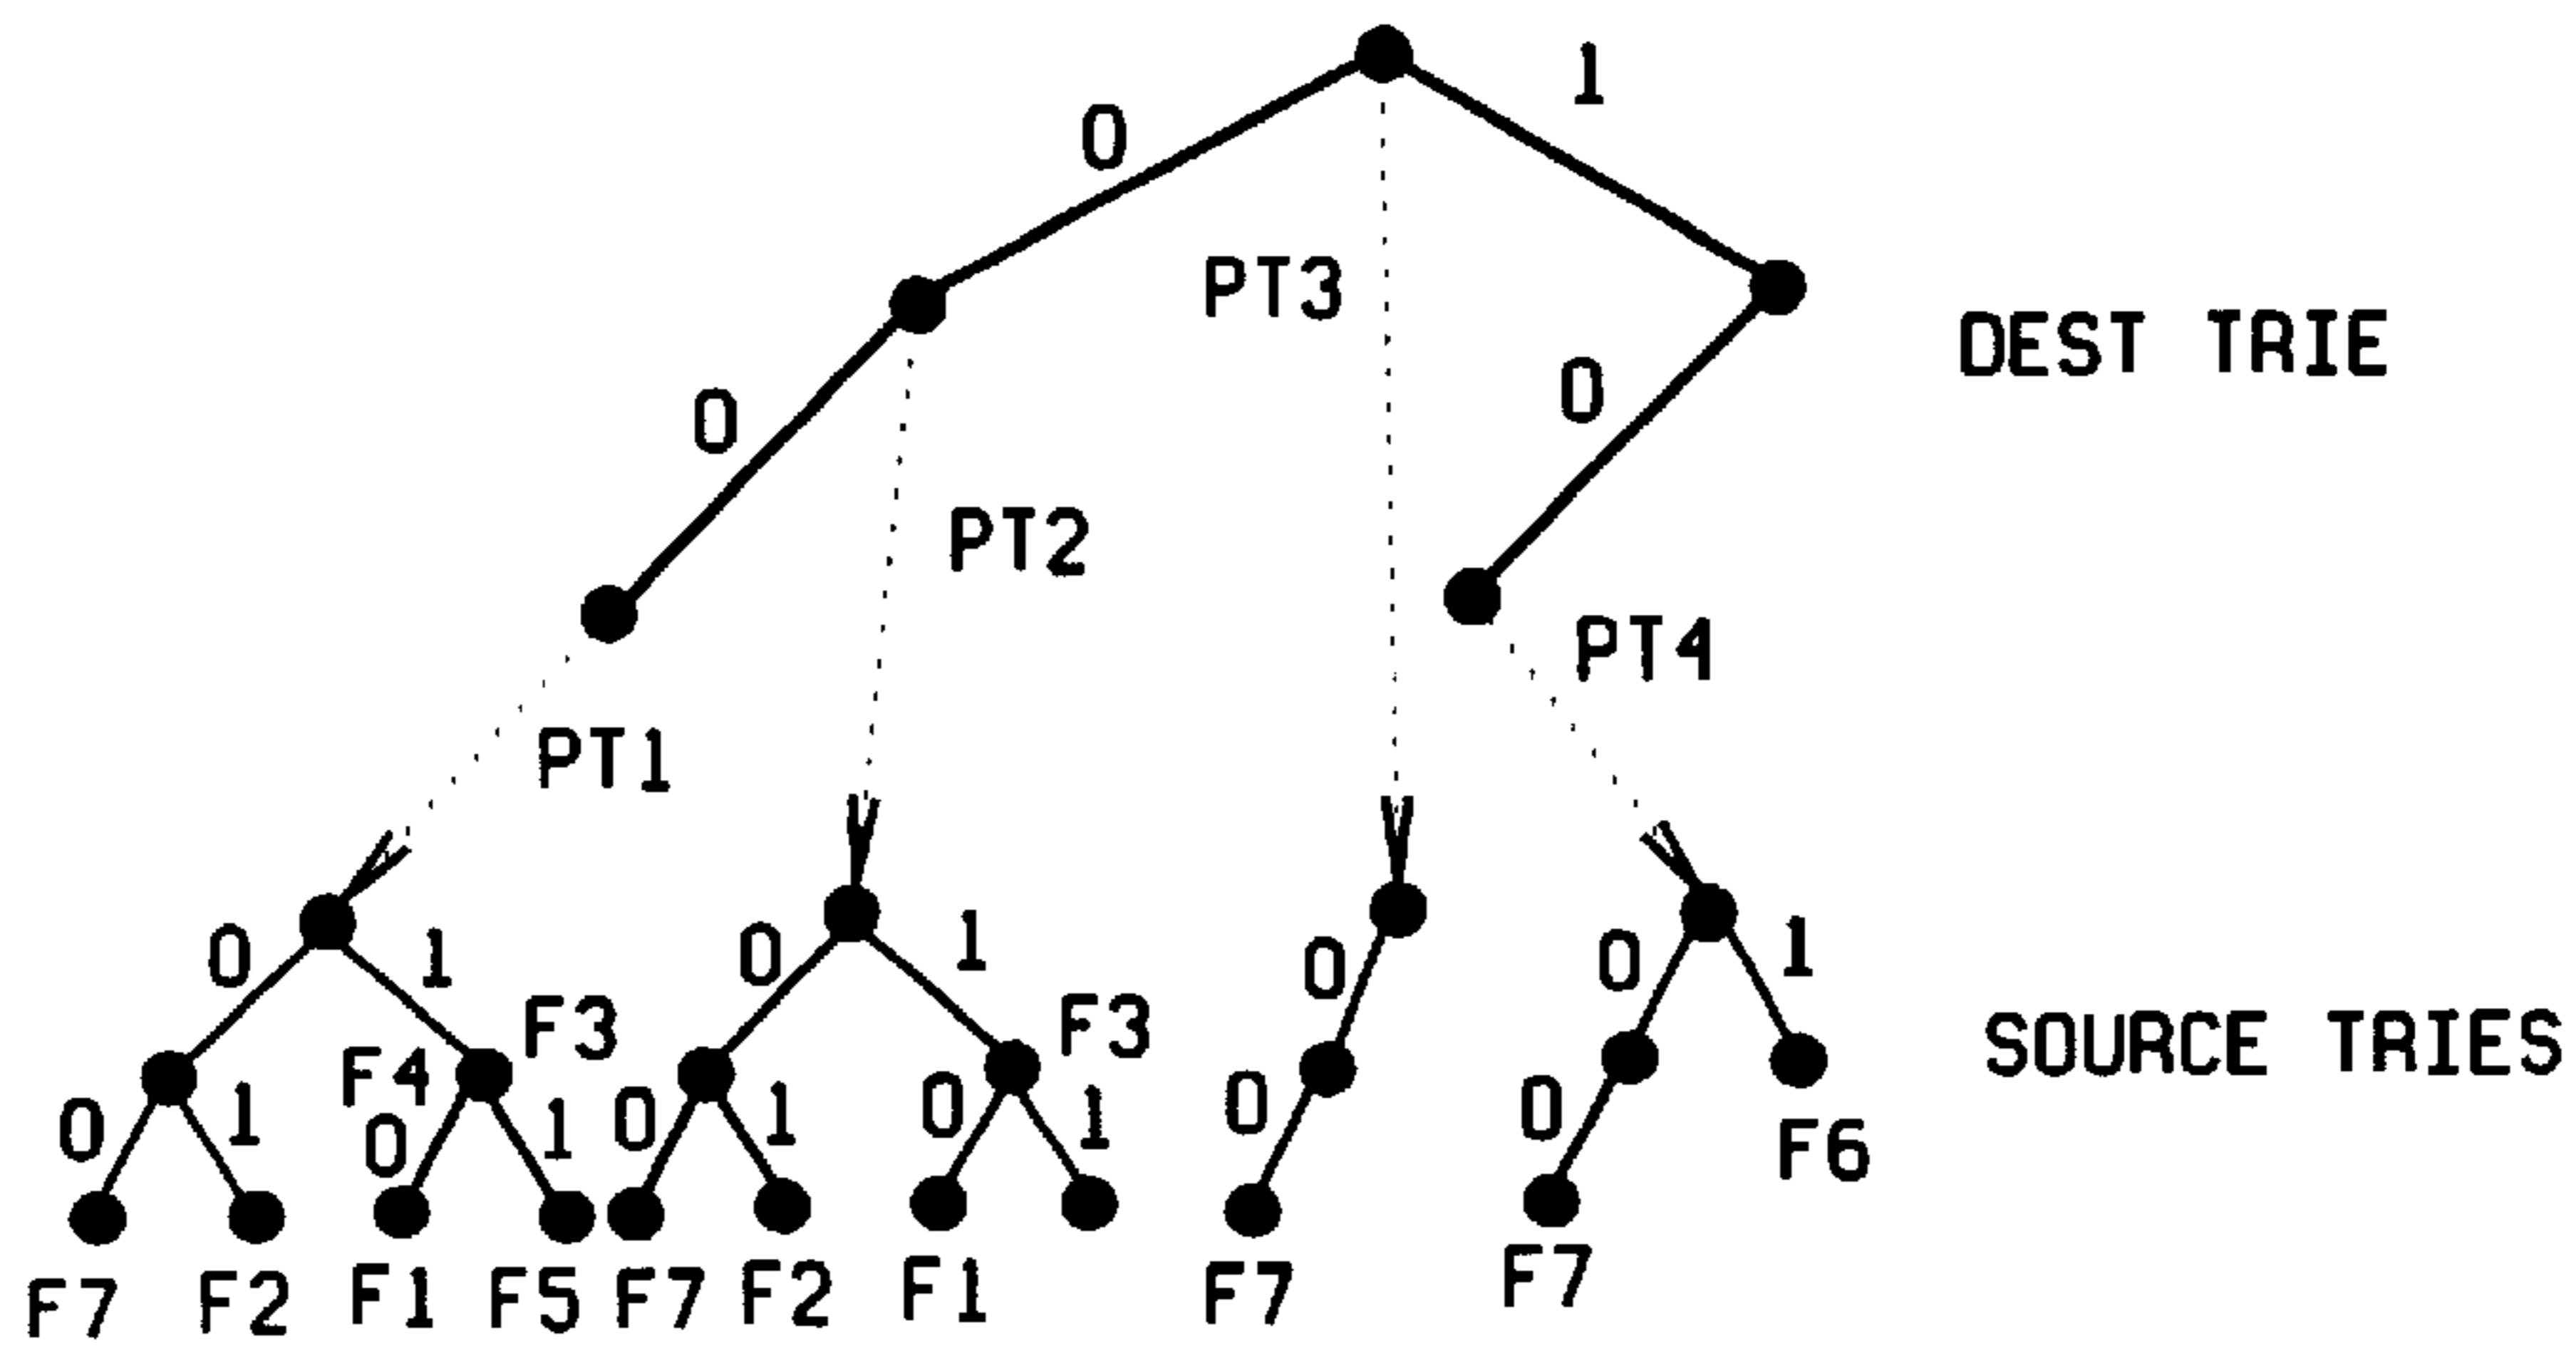 1
0
PT3
DEST TRIE
0
0
PT2
PT4
PT1
0 1 0 1 0 0 1
F3 F3
F4
SOURCE TRIES
0 1 0 1 0 1 0 1 0 0
F6
F7 F2 F1 F5 F7 F2 F1 F7 F7